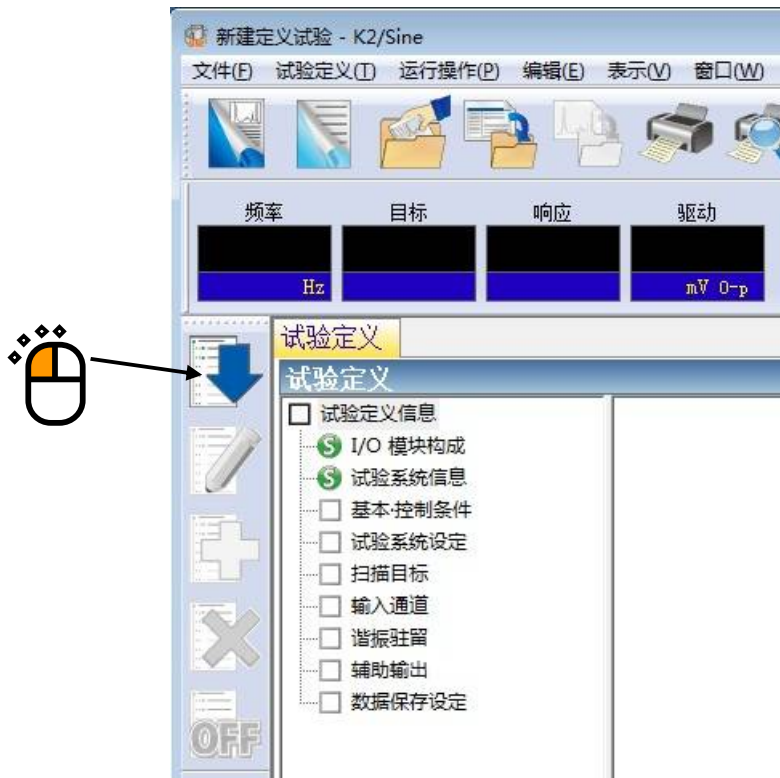 新建定义试验 - K2/Sine
文件(F) 试验定义(T) 运行操作(P) 编辑(E) 表示(V) 窗口(W)
频率 目标 响应 驱动
Hz mV 0-p
试验定义
试验定义
试验定义信息
S I/O 模块构成
S 试验系统信息
基本·控制条件
试验系统设定
扫描目标
输入通道
谐振驻留
辅助输出
数据保存设定
OFF